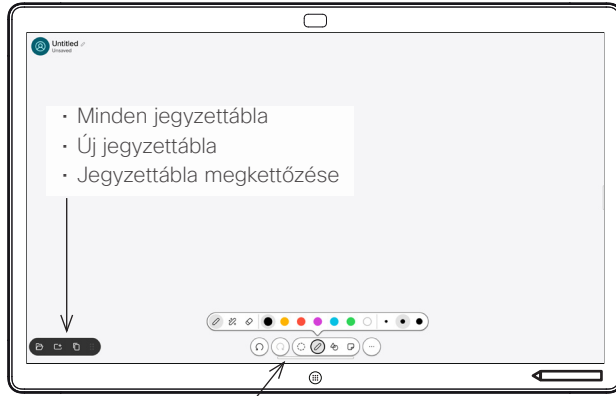 Untitled
Unsaved
· Minden jegyzettábla
· Új jegyzettábla
· Jegyzettábla megkettőzése